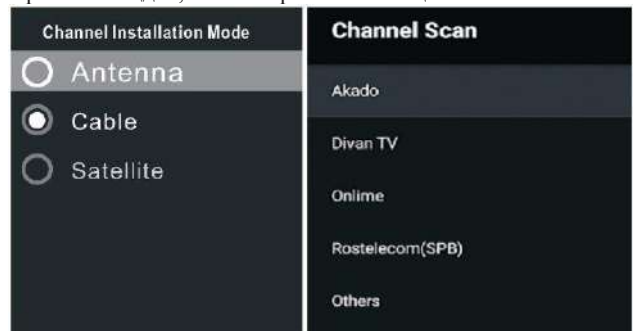 Channel Installation Mode
Antenna
Cable
Satellite
Channel Scan
Akado
Divan TV
Onlime
Rostelecom(SPB)
Others